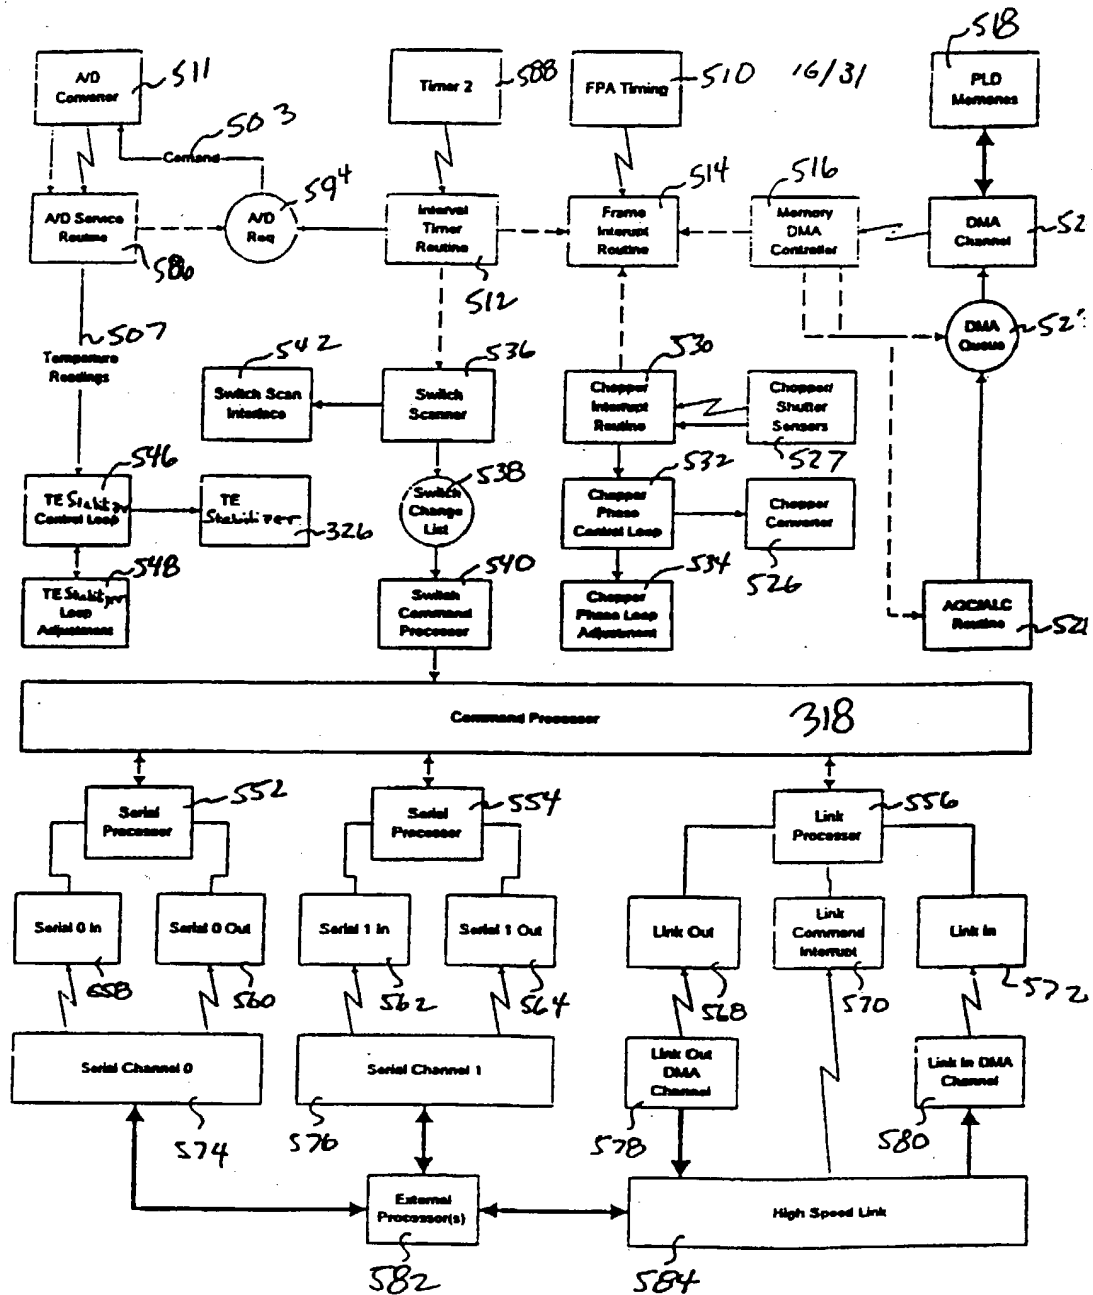 518
A/D
Converter
511
Timer 2
588
FPA Timing
510
16/31
PLD
Memories
503
Comand
A/D Service
Routine
586
A/D
Req
594
Interval
Timer
Routine
512
Frame
Interrupt
Routine
514
Memory
DMA
Controller
516
DMA
Channel
52
507
Temperature
Readings
DMA
Queue
52
542
Switch Scan
Interface
536
Switch
Scanner
530
Chopper
Interrupt
Routine
Chopper/
Shutter
Sensors
527
546
TE Stabilizer
Control Loop
TE
Stabilizer
326
538
Switch
Change
List
532
Chopper
Phase
Control Loop
Chopper
Converter
526
548
TE Stabilizer
Loop
Adjustment
540
Switch
Command
Processor
534
Chopper
Phase Loop
Adjustment
AGC/ALC
Routine
521
Command Processor
318
552
Serial
Processor
554
Serial
Processor
556
Link
Processor
Serial 0 In
Serial 0 Out
Serial 1 In
Serial 1 Out
Link Out
Link
Command
Interrupt
Link In
558
560
562
564
568
570
572
Serial Channel 0
Serial Channel 1
Link Out
DMA
Channel
Link In DMA
Channel
574
576
578
580
External
Processor(s)
High Speed Link
582
584